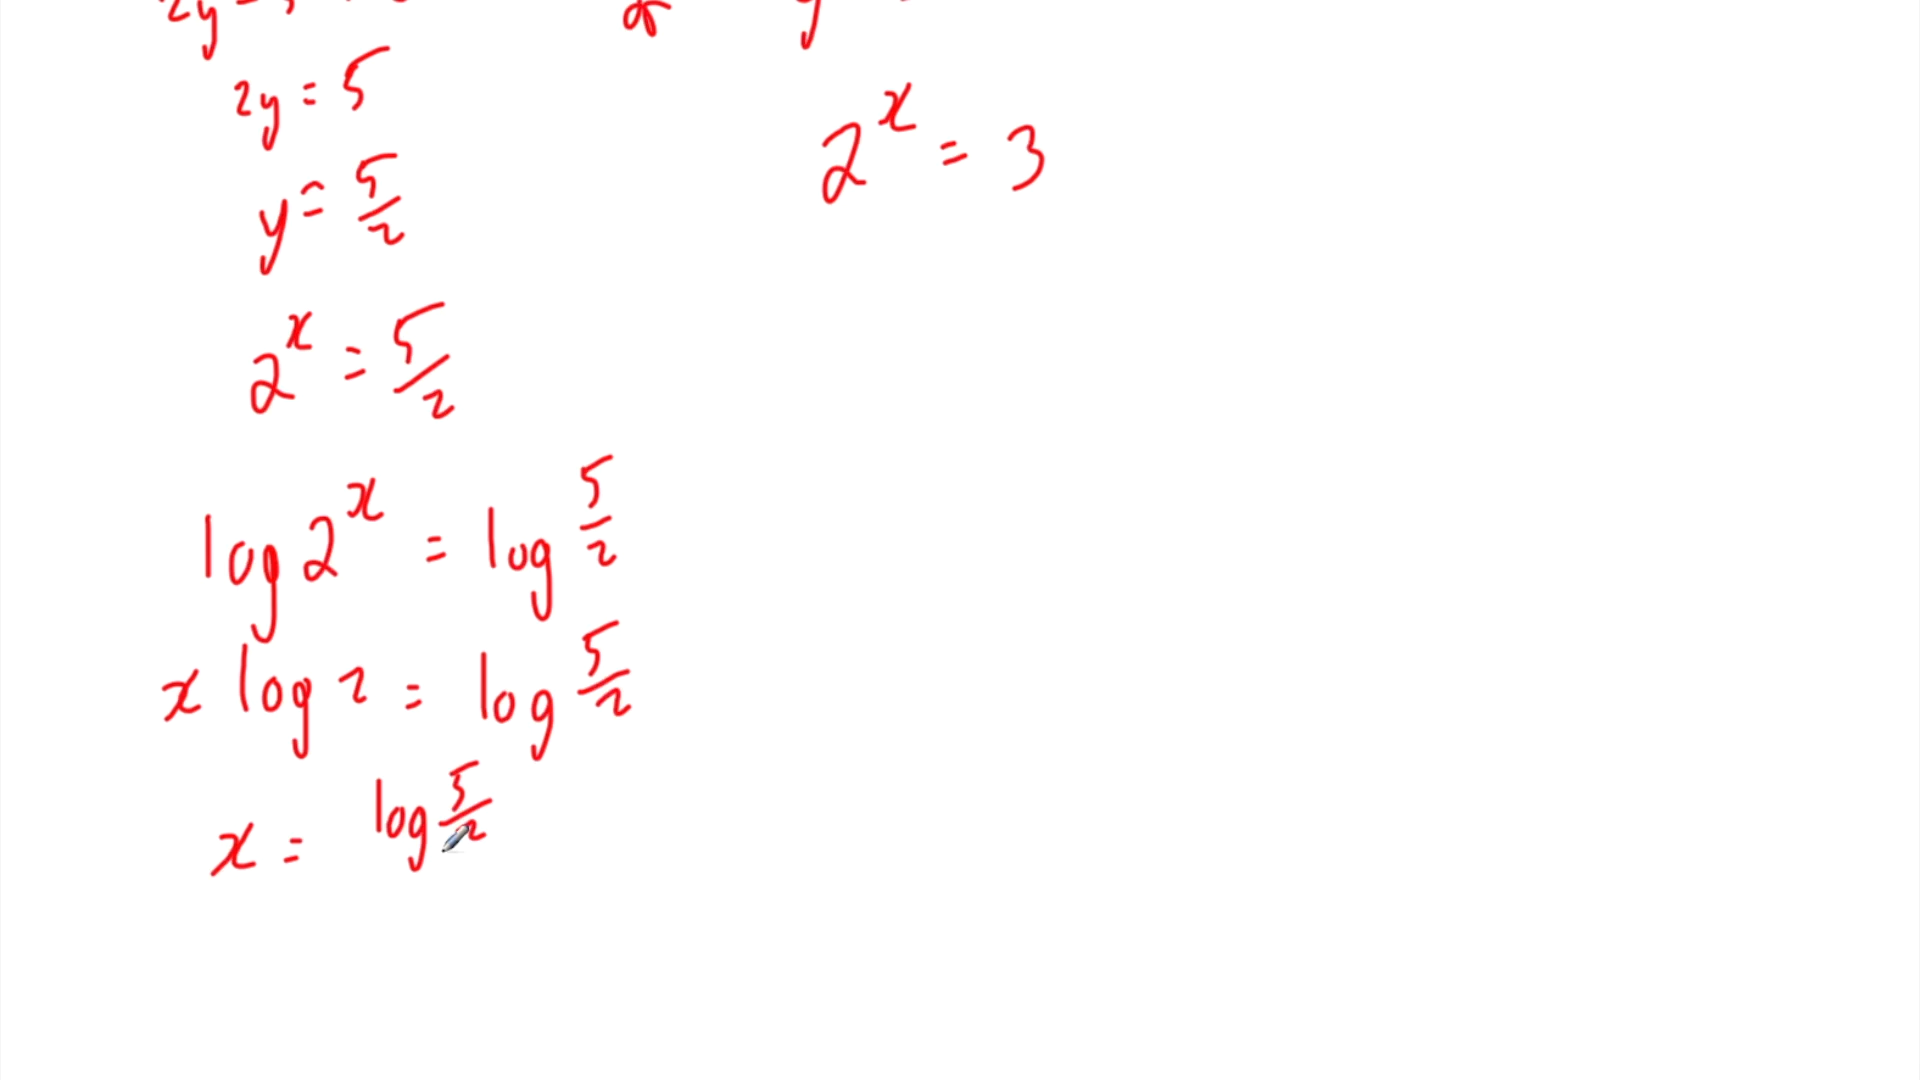 2y = 5
y = 5/2
2^x = 5/2
log 2^x = log 5/2
x log 2 = log 5/2
x = log 5/2
2^x = 3